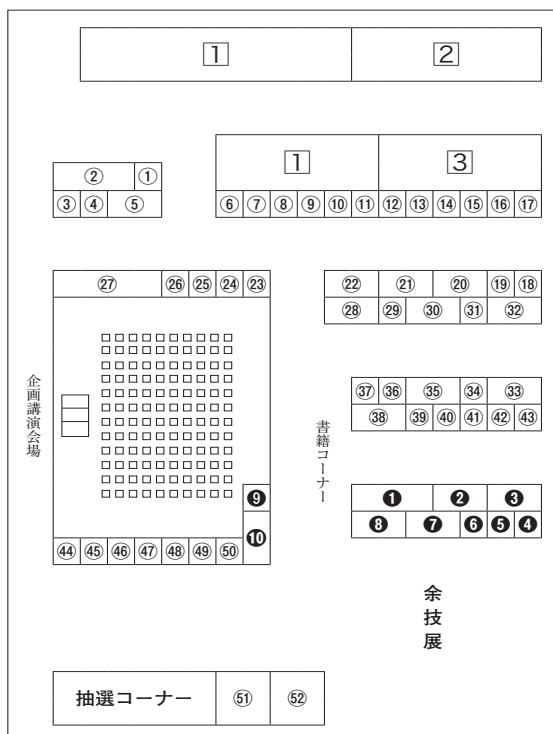 1 2
1 3
② ①
③ ④ ⑤
⑥ ⑦ ⑧ ⑨ ⑩ ⑪ ⑫ ⑬ ⑭ ⑮ ⑯ ⑰
㉗ ㉖ ㉕ ㉔ ㉓
㉒ ㉑ ⑳ ⑲ ⑱
㉘ ㉙ ㉚ ㉛ ㉜
企画講演会場
㊲ ㊱ ㉟ ㉞ ㉝
㊳ ㊴ ㊵ ㊶ ㊷ ㊸
書籍コーナー
❶ ❷ ❸
❽ ❼ ❻ ❺ ❹
❾
❿
㊹ ㊺ ㊻ ㊼ ㊽ ㊾ ㊿
余技展
抽選コーナー 51 52